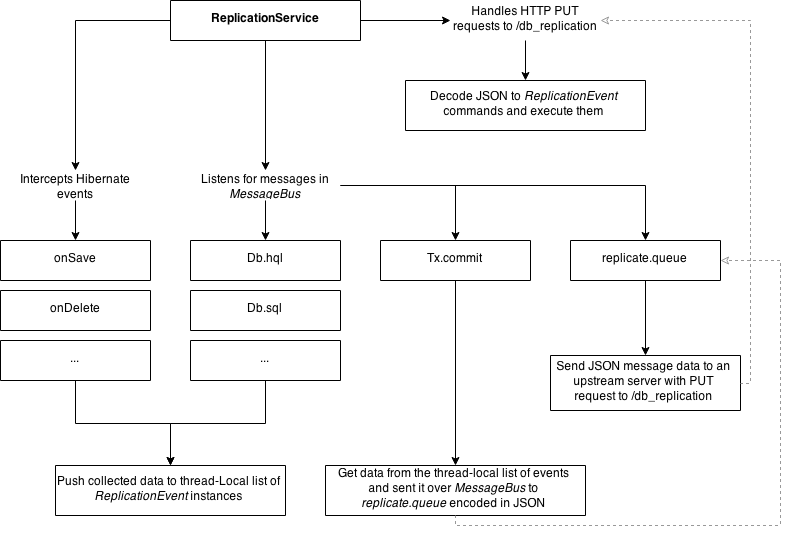 ReplicationService
Handles HTTP PUT
requests to /db_replication
Decode JSON to ReplicationEvent
commands and execute them
Intercepts Hibernate
events
Listens for messages in
MessageBus
onSave
Db.hql
Tx.commit
replicate.queue
onDelete
Db.sql
...
...
Send JSON message data to an
upstream server with PUT
request to /db_replication
Push collected data to thread-Local list of
ReplicationEvent instances
Get data from the thread-local list of events
and sent it over MessageBus to
replicate.queue encoded in JSON